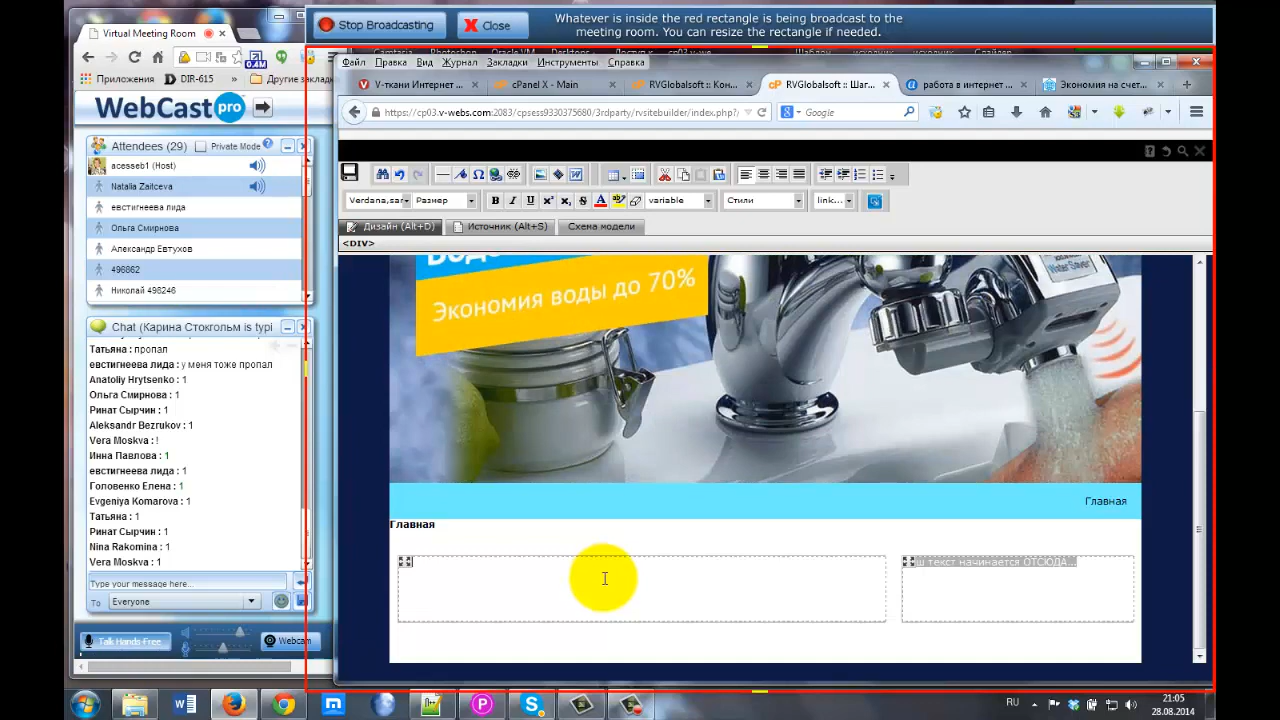 Stop Broadcasting
Close
Whatever is inside the red rectangle is being broadcast to the
meeting room. You can resize the rectangle if needed.
Virtual Meeting Room
Приложения
DIR-615
Другие закладк
WebCast pro
Attendees (29)
Private Mode
acesseb1 (Host)
Natalia Zaitceva
евстигнеева лида
Ольга Смирнова
Александр Евтухов
496862
Николай 498246
Chat (Карина Стокгольм is typi
Татьяна : пропал
евстигнеева лида : у меня тоже пропал
Anatoliy Hrytsenko : 1
Ольга Смирнова : 1
Ринат Сырчин : 1
Aleksandr Bezrukov : 1
Vera Moskva : !
Инна Павлова : 1
евстигнеева лида : 1
Головенко Елена : 1
Evgeniya Komarova : 1
Татьяна : 1
Ринат Сырчин : 1
Nina Rakomina : 1
Vera Moskva : 1
Type your message here...
To
Everyone
Talk Hands-Free
Webcam
Файл Правка Вид Журнал Закладки Инструменты Справка
V-ткани Интернет ...
cPanel X - Main
RVGlobalsoft :: Кон...
RVGlobalsoft :: Шаг...
работа в интернет ...
Экономия на счет...
https://cp03.v-webs.com:2083/cpsess9330375680/3rdparty/rvsitebuilder/index.php?/
Google
Verdana,sar
Размер
variable
Стили
link...
Дизайн (Alt+D)
Источник (Alt+S)
Схема модели
<DIV>
Экономия воды до 70%
Water Saver
Главная
Главная
ш текст начинается ОТСЮДА...
RU
21:05
28.08.2014